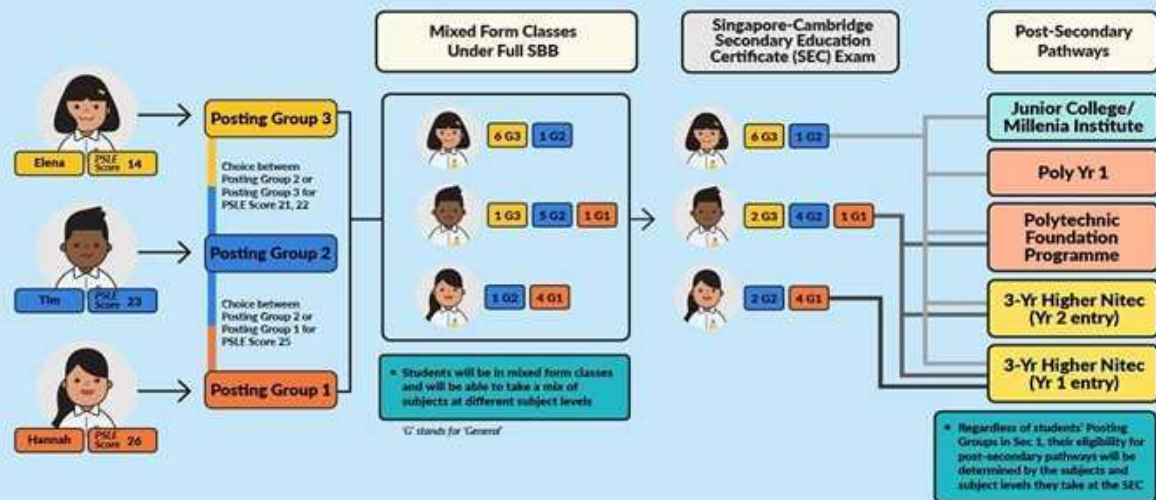 Mixed Form Classes
Under Full SBB
Singapore-Cambridge
Secondary Education
Certificate (SEC) Exam
Post-Secondary
Pathways
Elena
PSLE
Score 14
Posting Group 3
Choice between
Posting Group 2 or
Posting Group 3 for
PSLE Score 21, 22
Tim
PSLE
Score 23
Posting Group 2
Choice between
Posting Group 2 or
Posting Group 1 for
PSLE Score 25
Hannah
PSLE
Score 26
Posting Group 1
6 G3 1 G2
1 G3 5 G2 1 G1
1 G2 4 G1
• Students will be in mixed form classes
and will be able to take a mix of
subjects at different subject levels
'G' stands for 'General'
6 G3 1 G2
2 G3 4 G2 1 G1
2 G2 4 G1
Junior College/
Millenia Institute
Poly Yr 1
Polytechnic
Foundation
Programme
3-Yr Higher Nitec
(Yr 2 entry)
3-Yr Higher Nitec
(Yr 1 entry)
• Regardless of students' Posting
Groups in Sec 1, their eligibility for
post-secondary pathways will be
determined by the subjects and
subject levels they take at the SEC